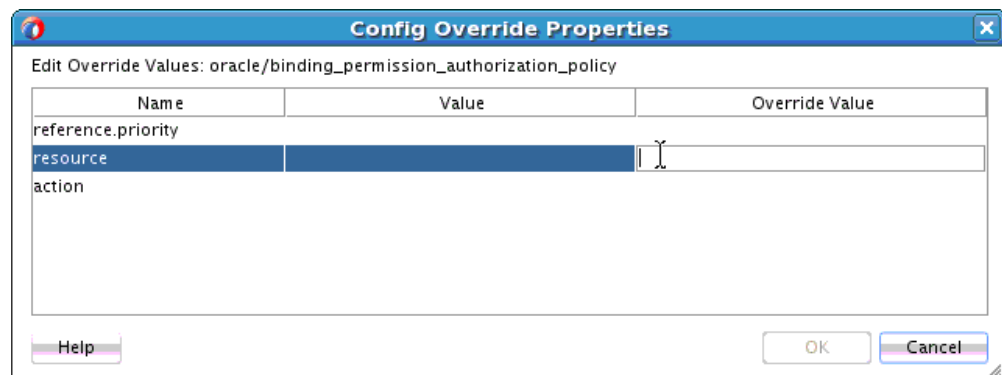 Config Override Properties
Edit Override Values: oracle/binding_permission_authorization_policy
Name Value Override Value
reference.priority
resource
action
Help OK Cancel